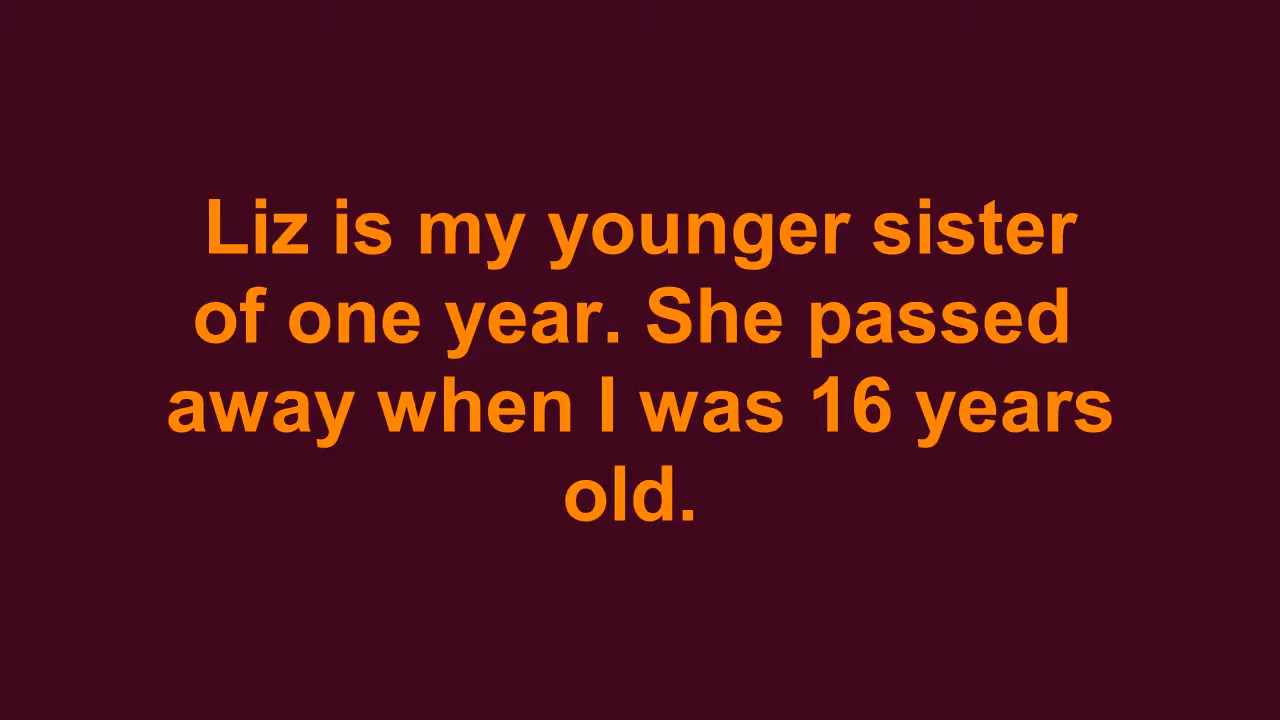 Liz is my younger sister
of one year. She passed
away when I was 16 years
old.